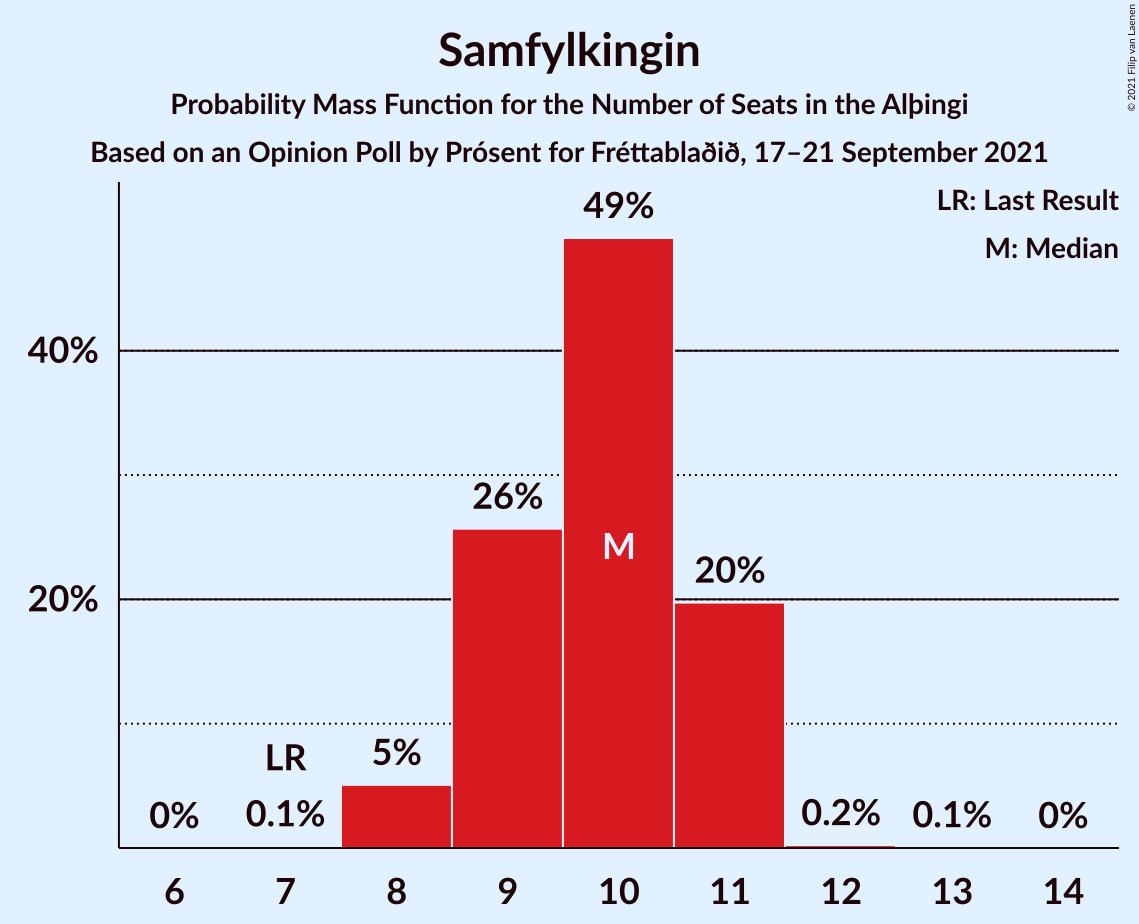 Samfylkingin
Probability Mass Function for the Number of Seats in the Alþingi
Based on an Opinion Poll by Prósent for Fréttablaðið, 17–21 September 2021
© 2021 Filip van Laenen
LR: Last Result
M: Median
49%
40%
26%
M
20%
20%
LR
5%
0%
0.1%
0.2%
0.1%
0%
6 7 8 9 10 11 12 13 14